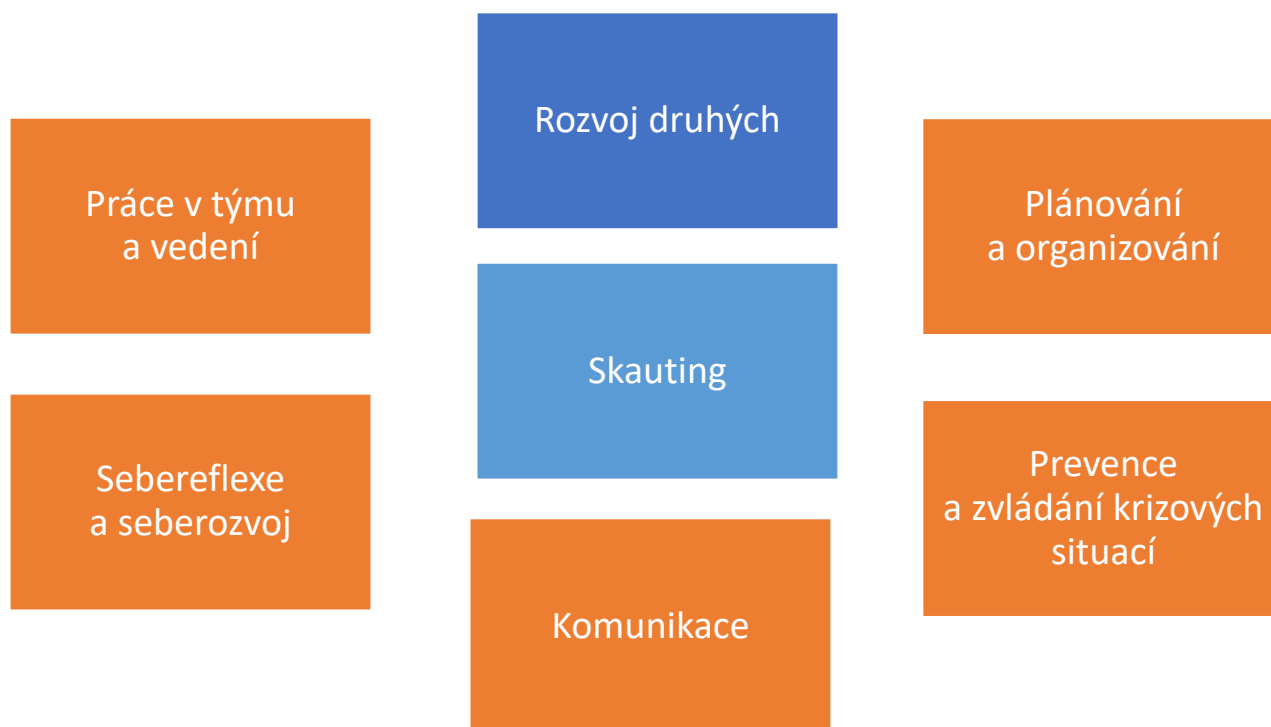 Rozvoj druhých
Práce v týmu
a vedení
Plánování
a organizování
Skauting
Sebereflexe
a seberozvoj
Prevence
a zvládání krizových
situací
Komunikace